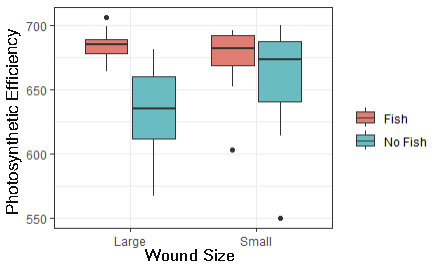 Photosynthetic Efficiency
700
650
600
550
Large
Small
Wound Size
Fish
No Fish